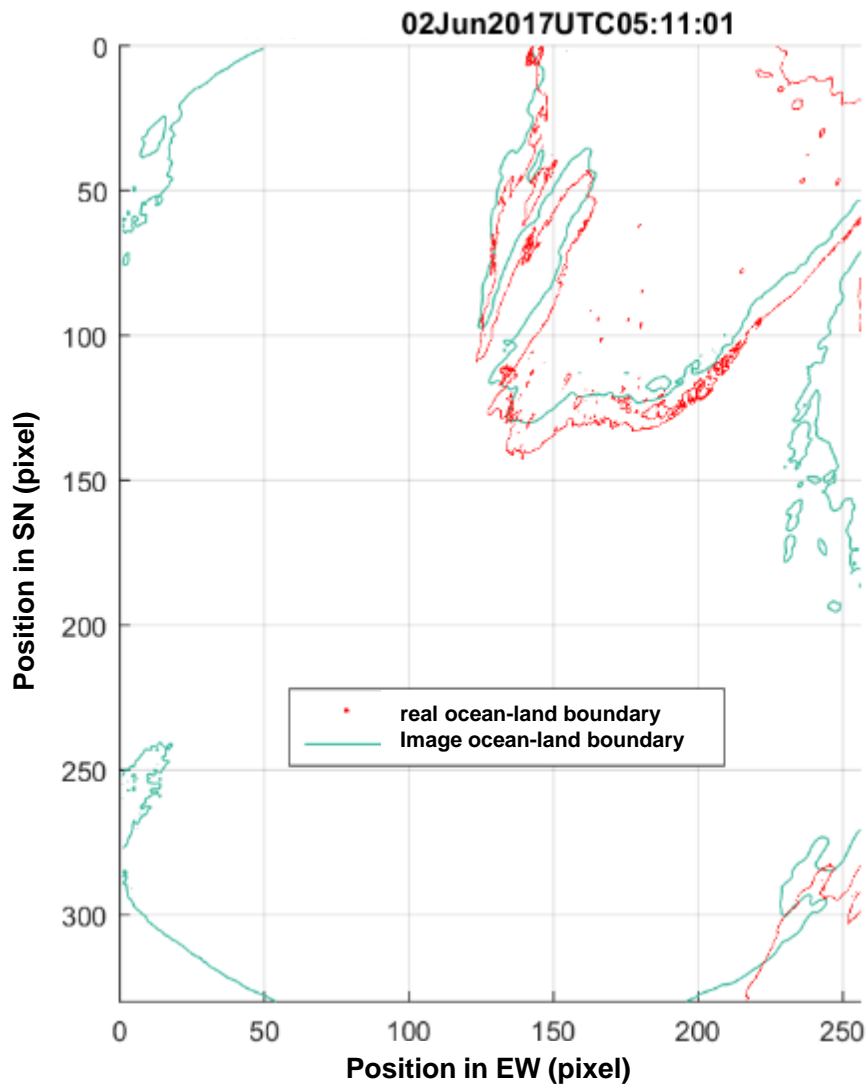 02Jun2017UTC05:11:01
0
50
100
150
200
250
300
Position in SN (pixel)
real ocean-land boundary
Image ocean-land boundary
0 50 100 150 200 250
Position in EW (pixel)